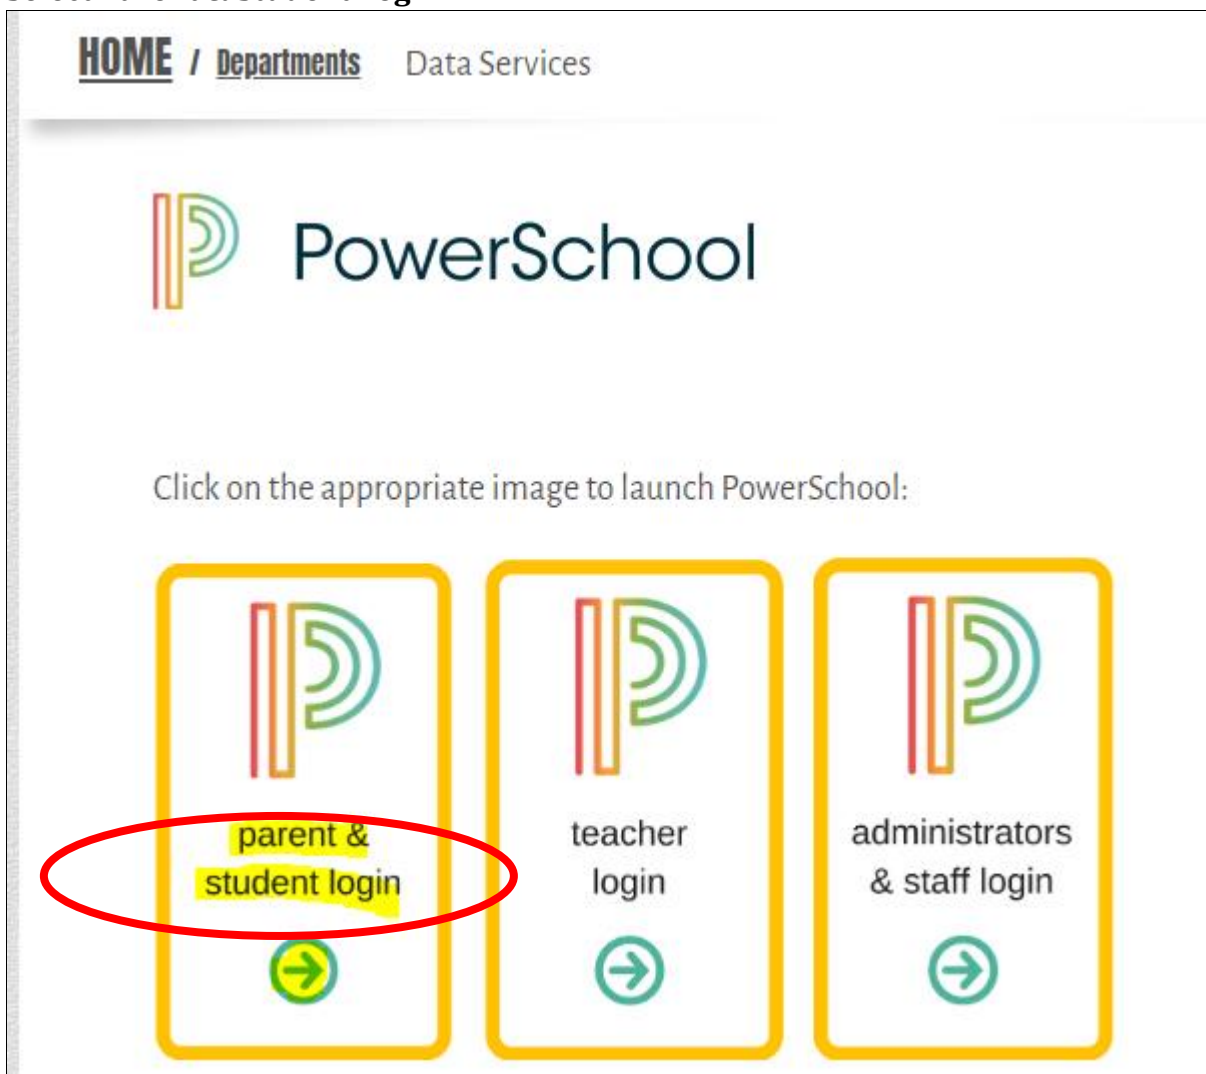 HOME / Departments Data Services
PowerSchool
Click on the appropriate image to launch PowerSchool:
parent &
student login
teacher
login
administrators
& staff login